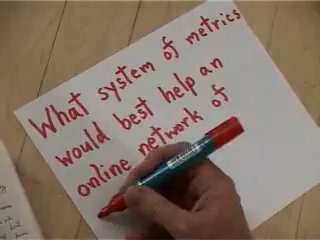 What system of metrics
would best help an
online network of